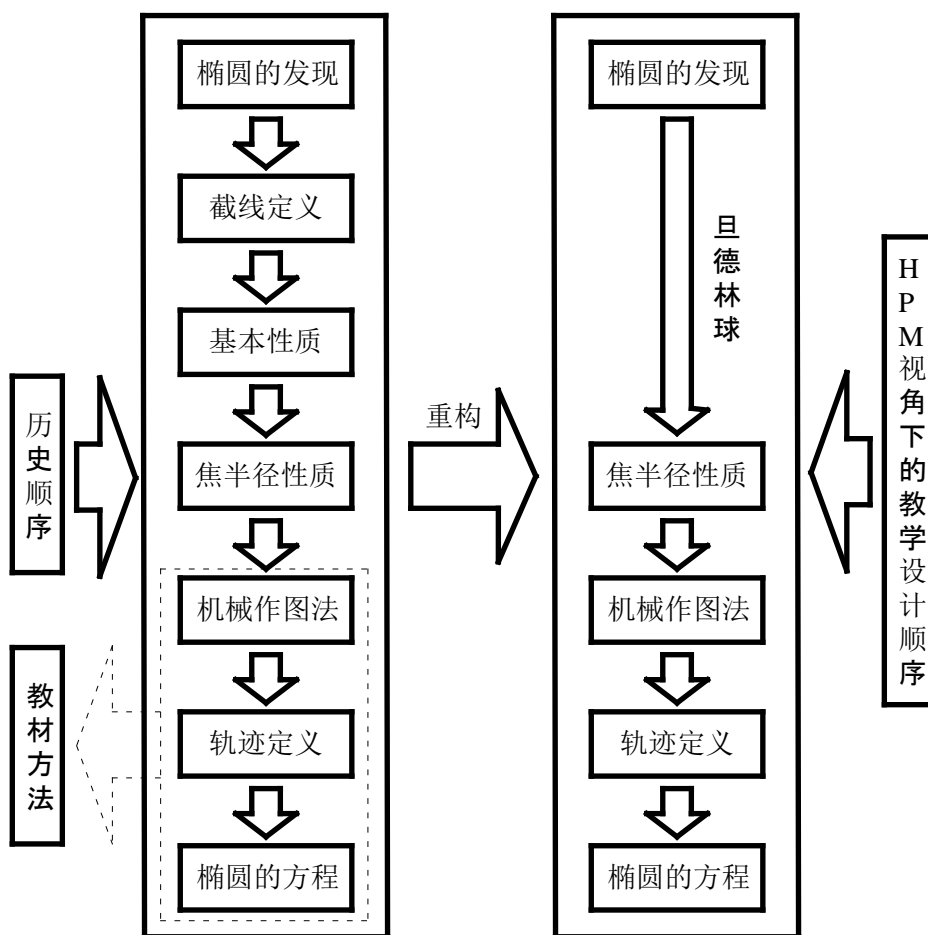 椭圆的发现
截线定义
基本性质
焦半径性质
机械作图法
轨迹定义
椭圆的方程
历史顺序
教材方法
重构
椭圆的发现
旦德林球
焦半径性质
机械作图法
轨迹定义
椭圆的方程
HPM视角下的教学设计顺序